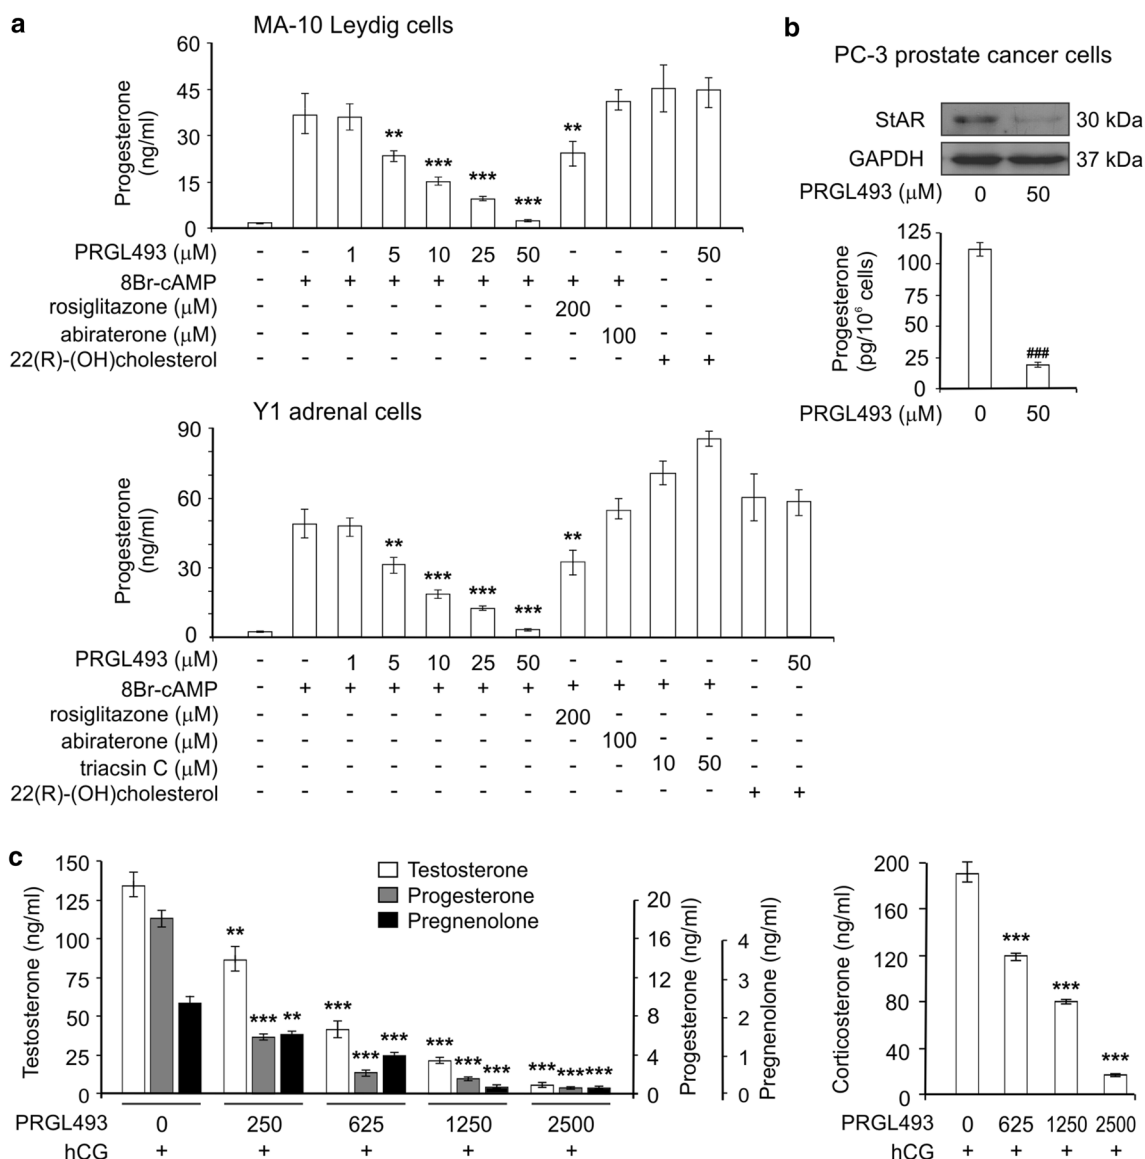 a
MA-10 Leydig cells
Progesterone
(ng/ml)
60
45
30
15
0
** *** *** *** **
PRGL493 (µM) - - 1 5 10 25 50 - - - 50
8Br-cAMP - + + + + + + + + - -
rosiglitazone (µM) - - - - - - - 200 - - -
abiraterone (µM) - - - - - - - - 100 - -
22(R)-(OH)cholesterol - - - - - - - - - + +
Y1 adrenal cells
Progesterone
(ng/ml)
90
60
30
0
** *** *** *** **
PRGL493 (µM) - - 1 5 10 25 50 - - - - - 50
8Br-cAMP - + + + + + + + + + + - -
rosiglitazone (µM) - - - - - - - 200 - - - - -
abiraterone (µM) - - - - - - - - 100 - - - -
triacsin C (µM) - - - - - - - - - 10 50 - -
22(R)-(OH)cholesterol - - - - - - - - - - - + +
b
PC-3 prostate cancer cells
StAR 30 kDa
GAPDH 37 kDa
PRGL493 (µM) 0 50
Progesterone
(pg/10⁶ cells)
125
100
75
50
25
0
###
PRGL493 (µM) 0 50
c
Testosterone (ng/ml)
150
125
100
75
50
25
0
Testosterone
Progesterone
Pregnenolone
** *** ** *** *** *** *** *** *** *** *** ***
20
16
12
8
4
0
Progesterone (ng/ml)
4
3
2
1
0
Pregnenolone (ng/ml)
PRGL493 0 250 625 1250 2500
hCG + + + + +
Corticosterone (ng/ml)
200
160
120
80
40
0
*** *** ***
PRGL493 0 625 1250 2500
hCG + + + +